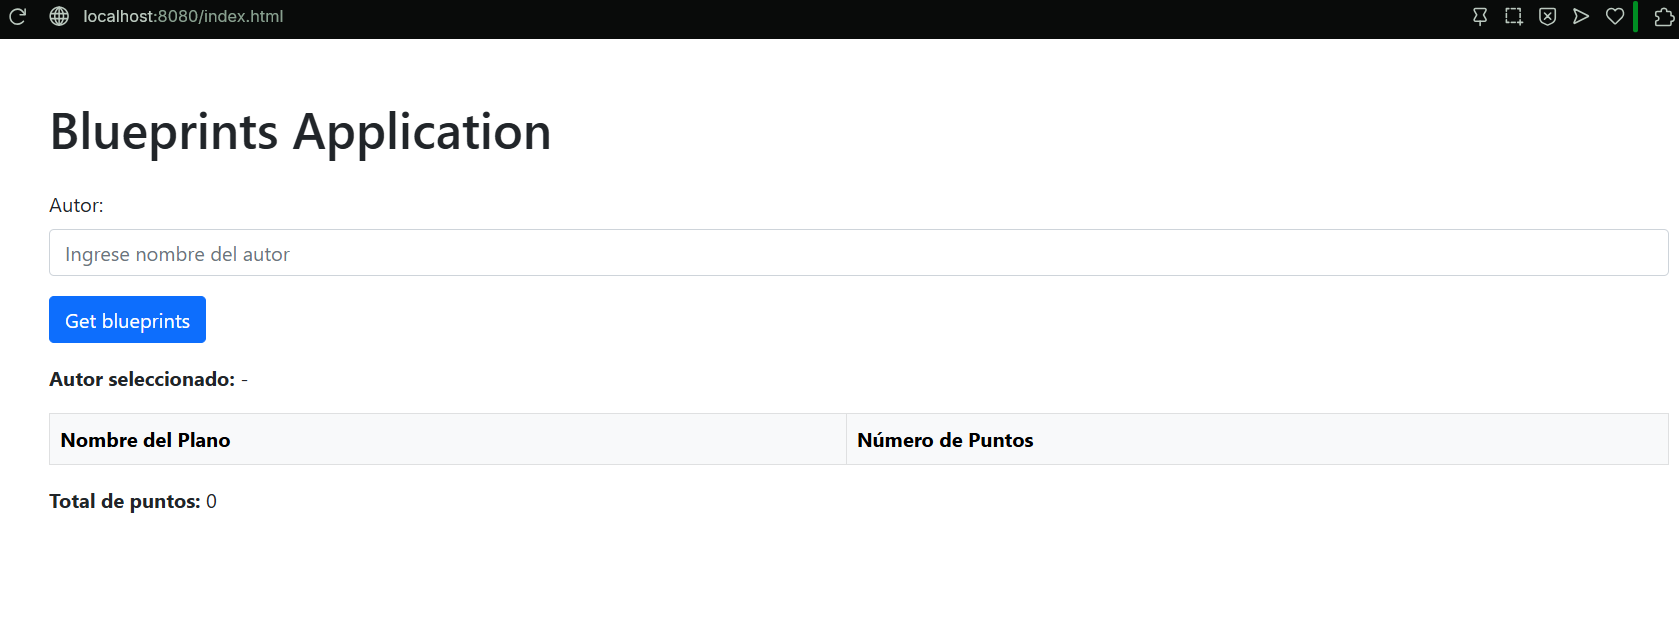 localhost:8080/index.html
Blueprints Application
Autor:
Ingrese nombre del autor
Get blueprints
Autor seleccionado: -
Nombre del Plano Número de Puntos
Total de puntos: 0